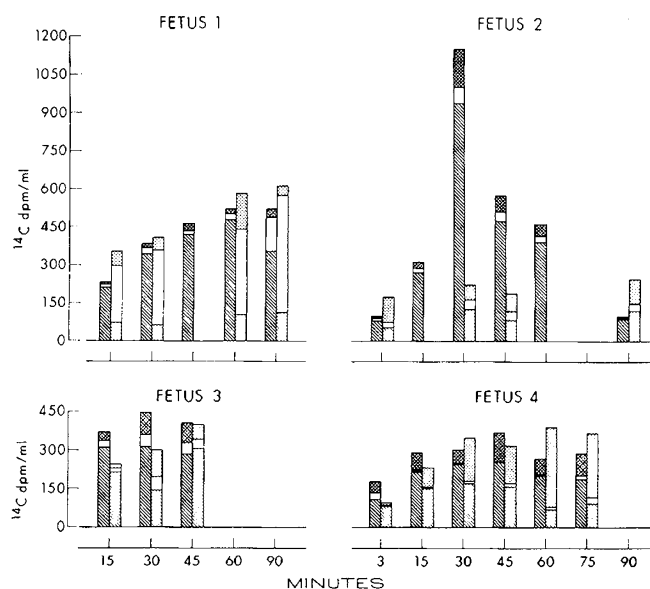 FETUS 1
FETUS 2
1200
1050
900
750
600
450
300
150
0
14C dpm/ml
FETUS 3
FETUS 4
450
300
150
0
14C dpm/ml
15 30 45 60 90
3 15 30 45 60 75 90
MINUTES